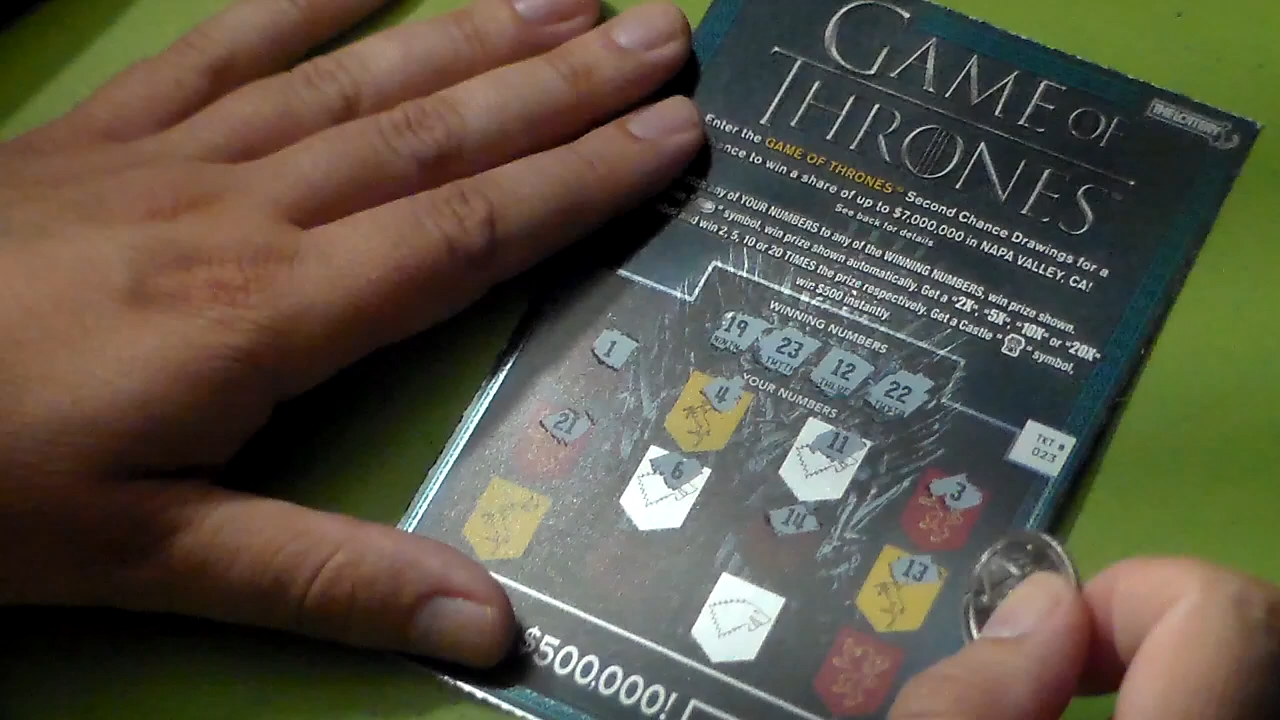 GAME OF
THRONES
THE LOTTERY
Enter the GAME OF THRONES™ Second Chance Drawings for a
to win a share of up to $7,000,000 in NAPA VALLEY, CA!
See back for details
any of YOUR NUMBERS to any of the WINNING NUMBERS, win prize shown.
symbol, win prize shown automatically. Get a "2X", "5X", "10X" or "20X"
win 2, 5, 10 or 20 TIMES the prize respectively. Get a Castle " " symbol,
win $500 instantly.
WINNING NUMBERS
19 23 12 22
YOUR NUMBERS
1 4 11 3
21 6 14 13
TKT #
023
$500,000!